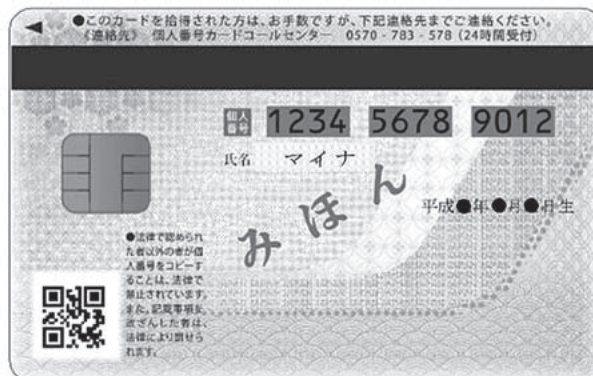 ●このカードを拾得された方は、お手数ですが、下記連絡先までご連絡ください。
《連絡先》 個人番号カードコールセンター 0570-783-578（24時間受付）
個人番号 1234 5678 9012
氏名 マイナ
みほん
平成●年●月●日生
●法律で認められ
た者以外の者が個
人番号をコピーす
ることは、法律で
禁止されています。
また、記載事項を
改ざんした者は、
法律により罰せら
れます。